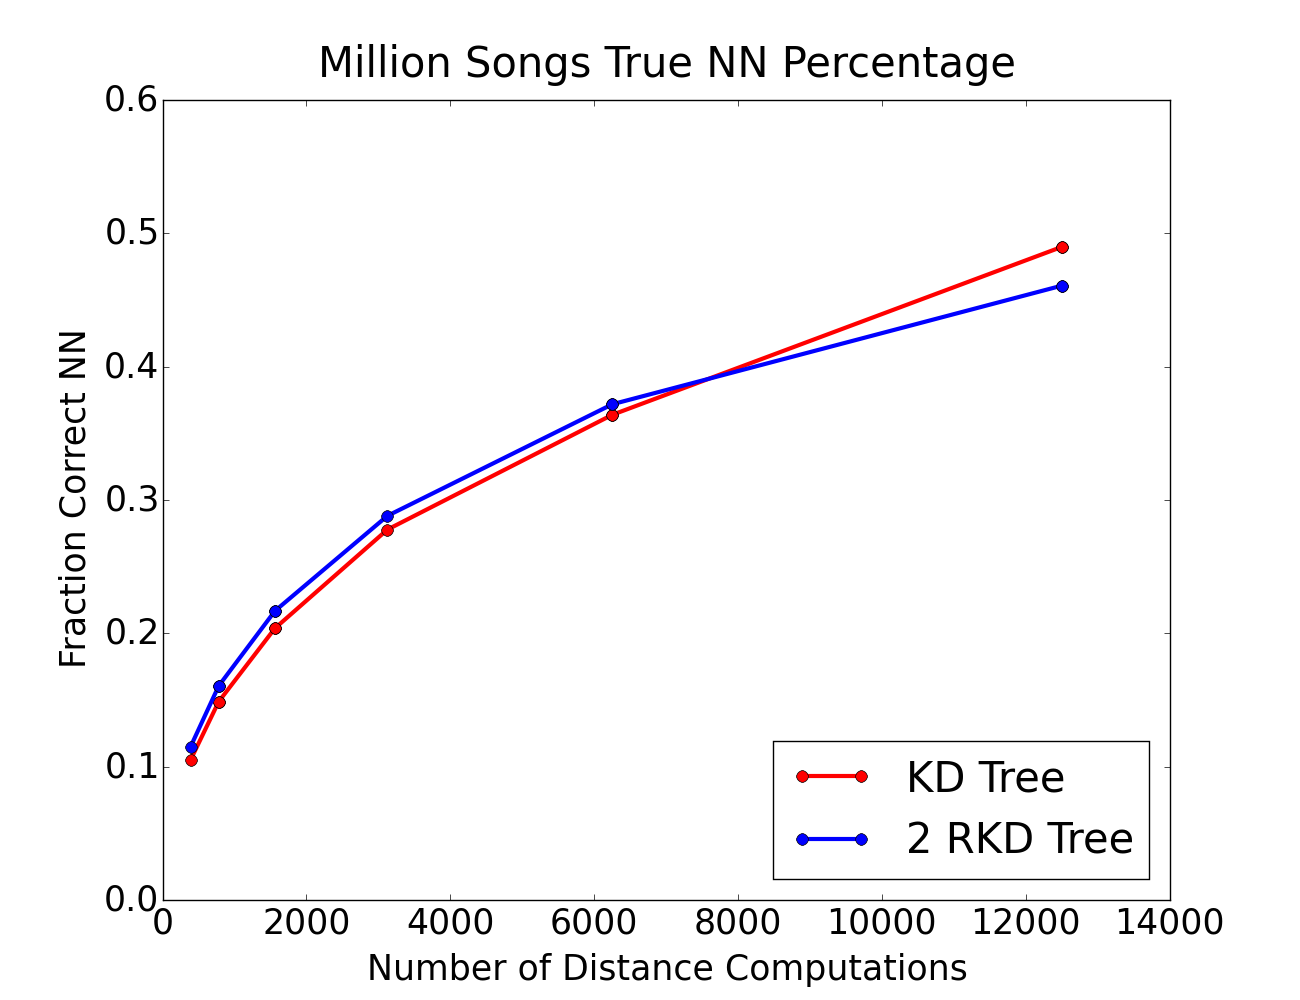 Million Songs True NN Percentage
0.6
0.5
0.4
0.3
0.2
0.1
0.0
Fraction Correct NN
KD Tree
2 RKD Tree
0 2000 4000 6000 8000 10000 12000 14000
Number of Distance Computations